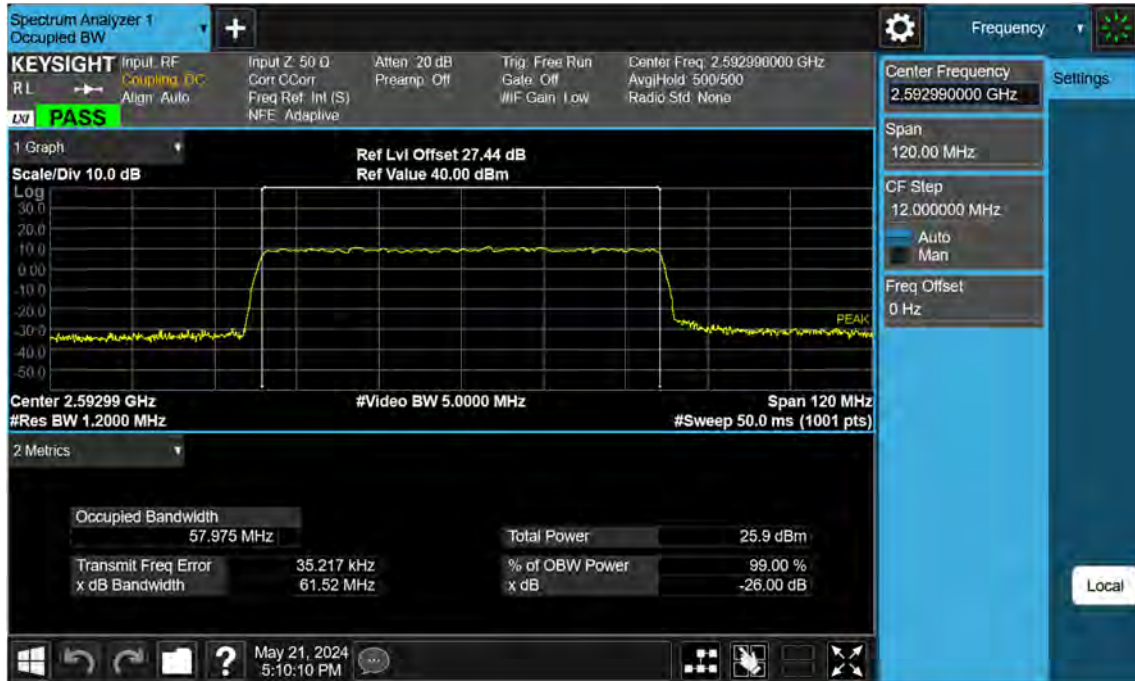 Spectrum Analyzer 1
Occupied BW
Frequency
KEYSIGHT
R L
LXI PASS
Input: RF
Coupling: DC
Align: Auto
Input Z: 50 Ω
Corr CCorr
Freq Ref: Int (S)
NFE: Adaptive
Atten: 20 dB
Preamp: Off
Trig: Free Run
Gate: Off
#IF Gain: Low
Center Freq: 2.592990000 GHz
Avg|Hold: 500/500
Radio Std: None
Center Frequency
2.592990000 GHz
Settings
Span
120.00 MHz
CF Step
12.000000 MHz
Auto
Man
Freq Offset
0 Hz
1 Graph
Scale/Div 10.0 dB
Ref Lvl Offset 27.44 dB
Ref Value 40.00 dBm
Log
30.0
20.0
10.0
0.00
-10.0
-20.0
-30.0
-40.0
-50.0
PEAK
Center 2.59299 GHz
#Video BW 5.0000 MHz
Span 120 MHz
#Res BW 1.2000 MHz
#Sweep 50.0 ms (1001 pts)
2 Metrics
Occupied Bandwidth
57.975 MHz
Total Power 25.9 dBm
Transmit Freq Error 35.217 kHz
% of OBW Power 99.00 %
x dB Bandwidth 61.52 MHz
x dB -26.00 dB
Local
?
May 21, 2024
5:10:10 PM